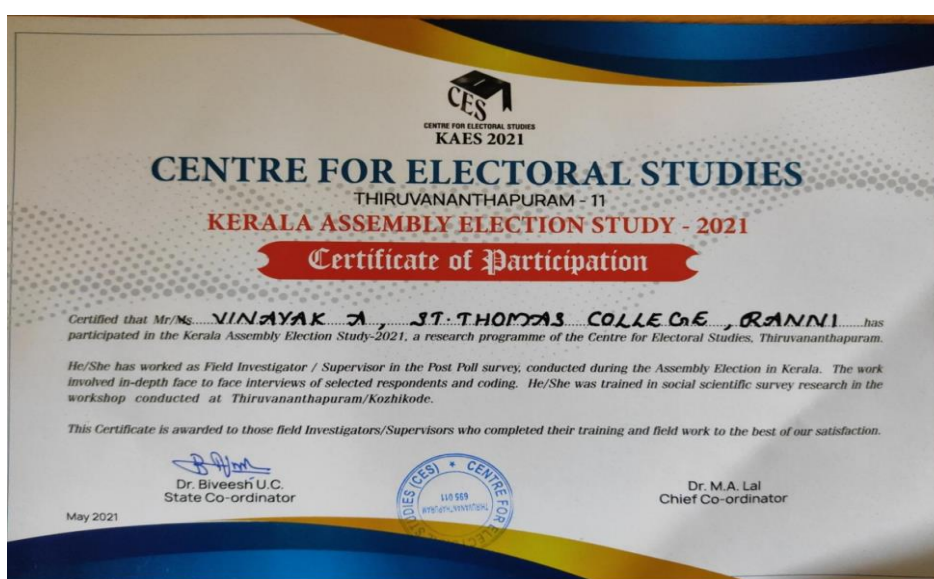 CES
CENTRE FOR ELECTORAL STUDIES
KAES 2021
CENTRE FOR ELECTORAL STUDIES
THIRUVANANTHAPURAM - 11
KERALA ASSEMBLY ELECTION STUDY - 2021
Certificate of Participation
Certified that Mr/Ms. VINAYAK A, ST. THOMAS COLLEGE, RANNI has
participated in the Kerala Assembly Election Study-2021, a research programme of the Centre for Electoral Studies, Thiruvananthapuram.
He/She has worked as Field Investigator / Supervisor in the Post Poll survey, conducted during the Assembly Election in Kerala. The work
involved in-depth face to face interviews of selected respondents and coding. He/She was trained in social scientific survey research in the
workshop conducted at Thiruvananthapuram/Kozhikode.
This Certificate is awarded to those field Investigators/Supervisors who completed their training and field work to the best of our satisfaction.
Dr. Biveesh U.C.
State Co-ordinator
CENTRE FOR ELECTORAL STUDIES (CES)
THIRUVANANTHAPURAM
695 011
Dr. M.A. Lal
Chief Co-ordinator
May 2021